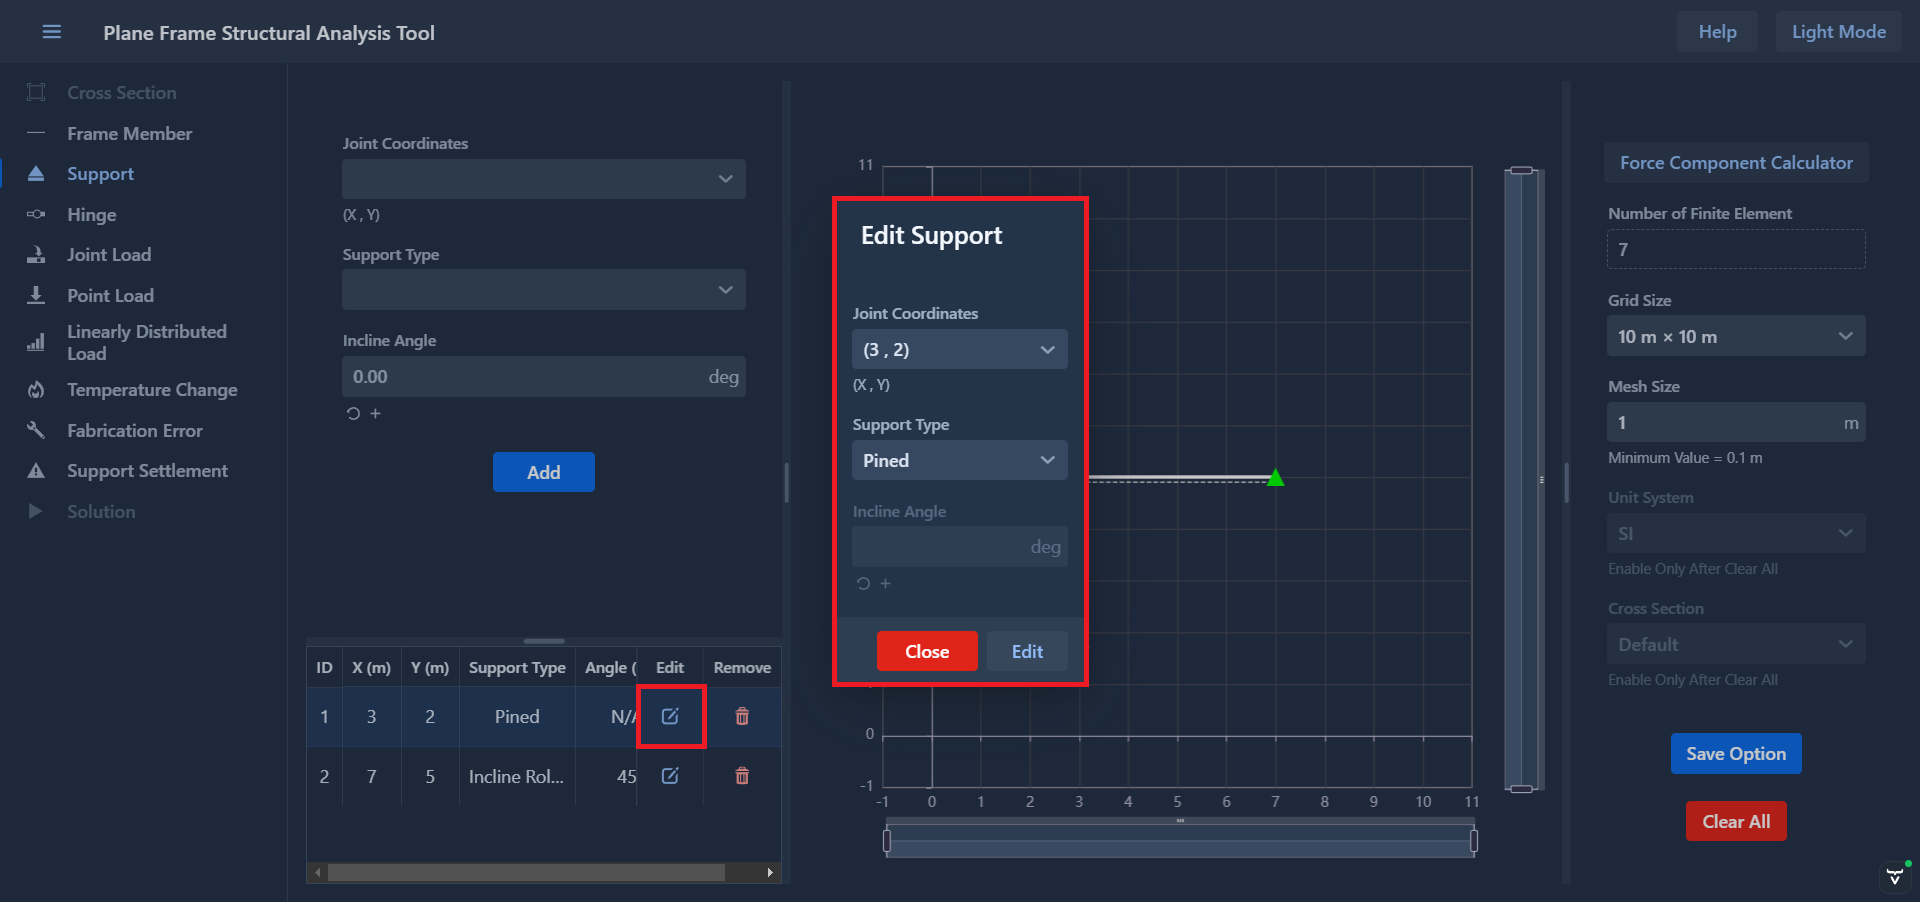 Plane Frame Structural Analysis Tool
Help
Light Mode
Cross Section
Frame Member
Support
Hinge
Joint Load
Point Load
Linearly Distributed
Load
Temperature Change
Fabrication Error
Support Settlement
Solution
Joint Coordinates
(X , Y)
Support Type
Incline Angle
0.00
deg
Add
ID
X (m)
Y (m)
Support Type
Angle (
Edit
Remove
1
3
2
Pined
N/A
2
7
5
Incline Rol...
45
11
0
-1
-1
0
1
2
3
4
5
6
7
8
9
10
11
Edit Support
Joint Coordinates
(3 , 2)
(X , Y)
Support Type
Pined
Incline Angle
deg
Close
Edit
Force Component Calculator
Number of Finite Element
7
Grid Size
10 m × 10 m
Mesh Size
1
m
Minimum Value = 0.1 m
Unit System
SI
Enable Only After Clear All
Cross Section
Default
Enable Only After Clear All
Save Option
Clear All